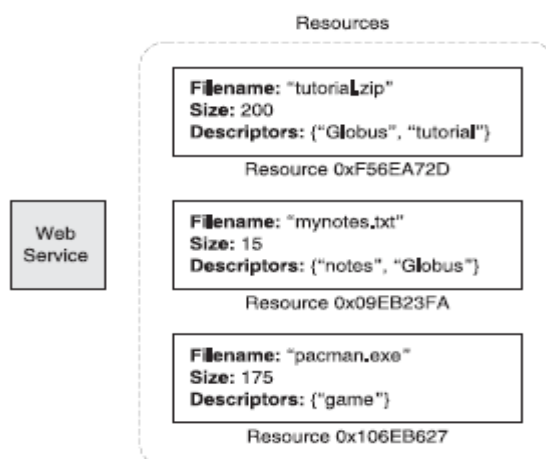 Resources
Filename: "tutorial.zip"
Size: 200
Descriptors: {"Globus", "tutorial"}
Resource 0xF56EA72D
Web
Service
Filename: "mynotes.txt"
Size: 15
Descriptors: {"notes", "Globus"}
Resource 0x09EB23FA
Filename: "pacman.exe"
Size: 175
Descriptors: {"game"}
Resource 0x106EB627